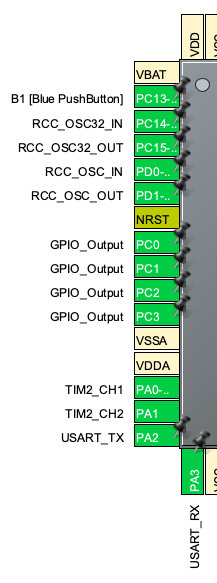 VDD
VBAT
B1 [Blue PushButton] PC13-..
RCC_OSC32_IN PC14-..
RCC_OSC32_OUT PC15-..
RCC_OSC_IN PD0-..
RCC_OSC_OUT PD1-..
NRST
GPIO_Output PC0
GPIO_Output PC1
GPIO_Output PC2
GPIO_Output PC3
VSSA
VDDA
TIM2_CH1 PA0-..
TIM2_CH2 PA1
USART_TX PA2
PA3
USART_RX